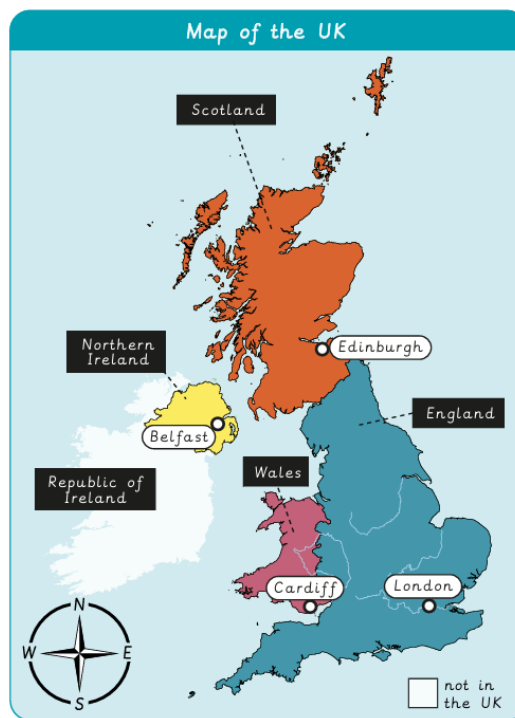 Map of the UK
Scotland
Edinburgh
Northern
Ireland
England
Belfast
Wales
Republic of
Ireland
Cardiff
London
N
W
E
S
not in
the UK